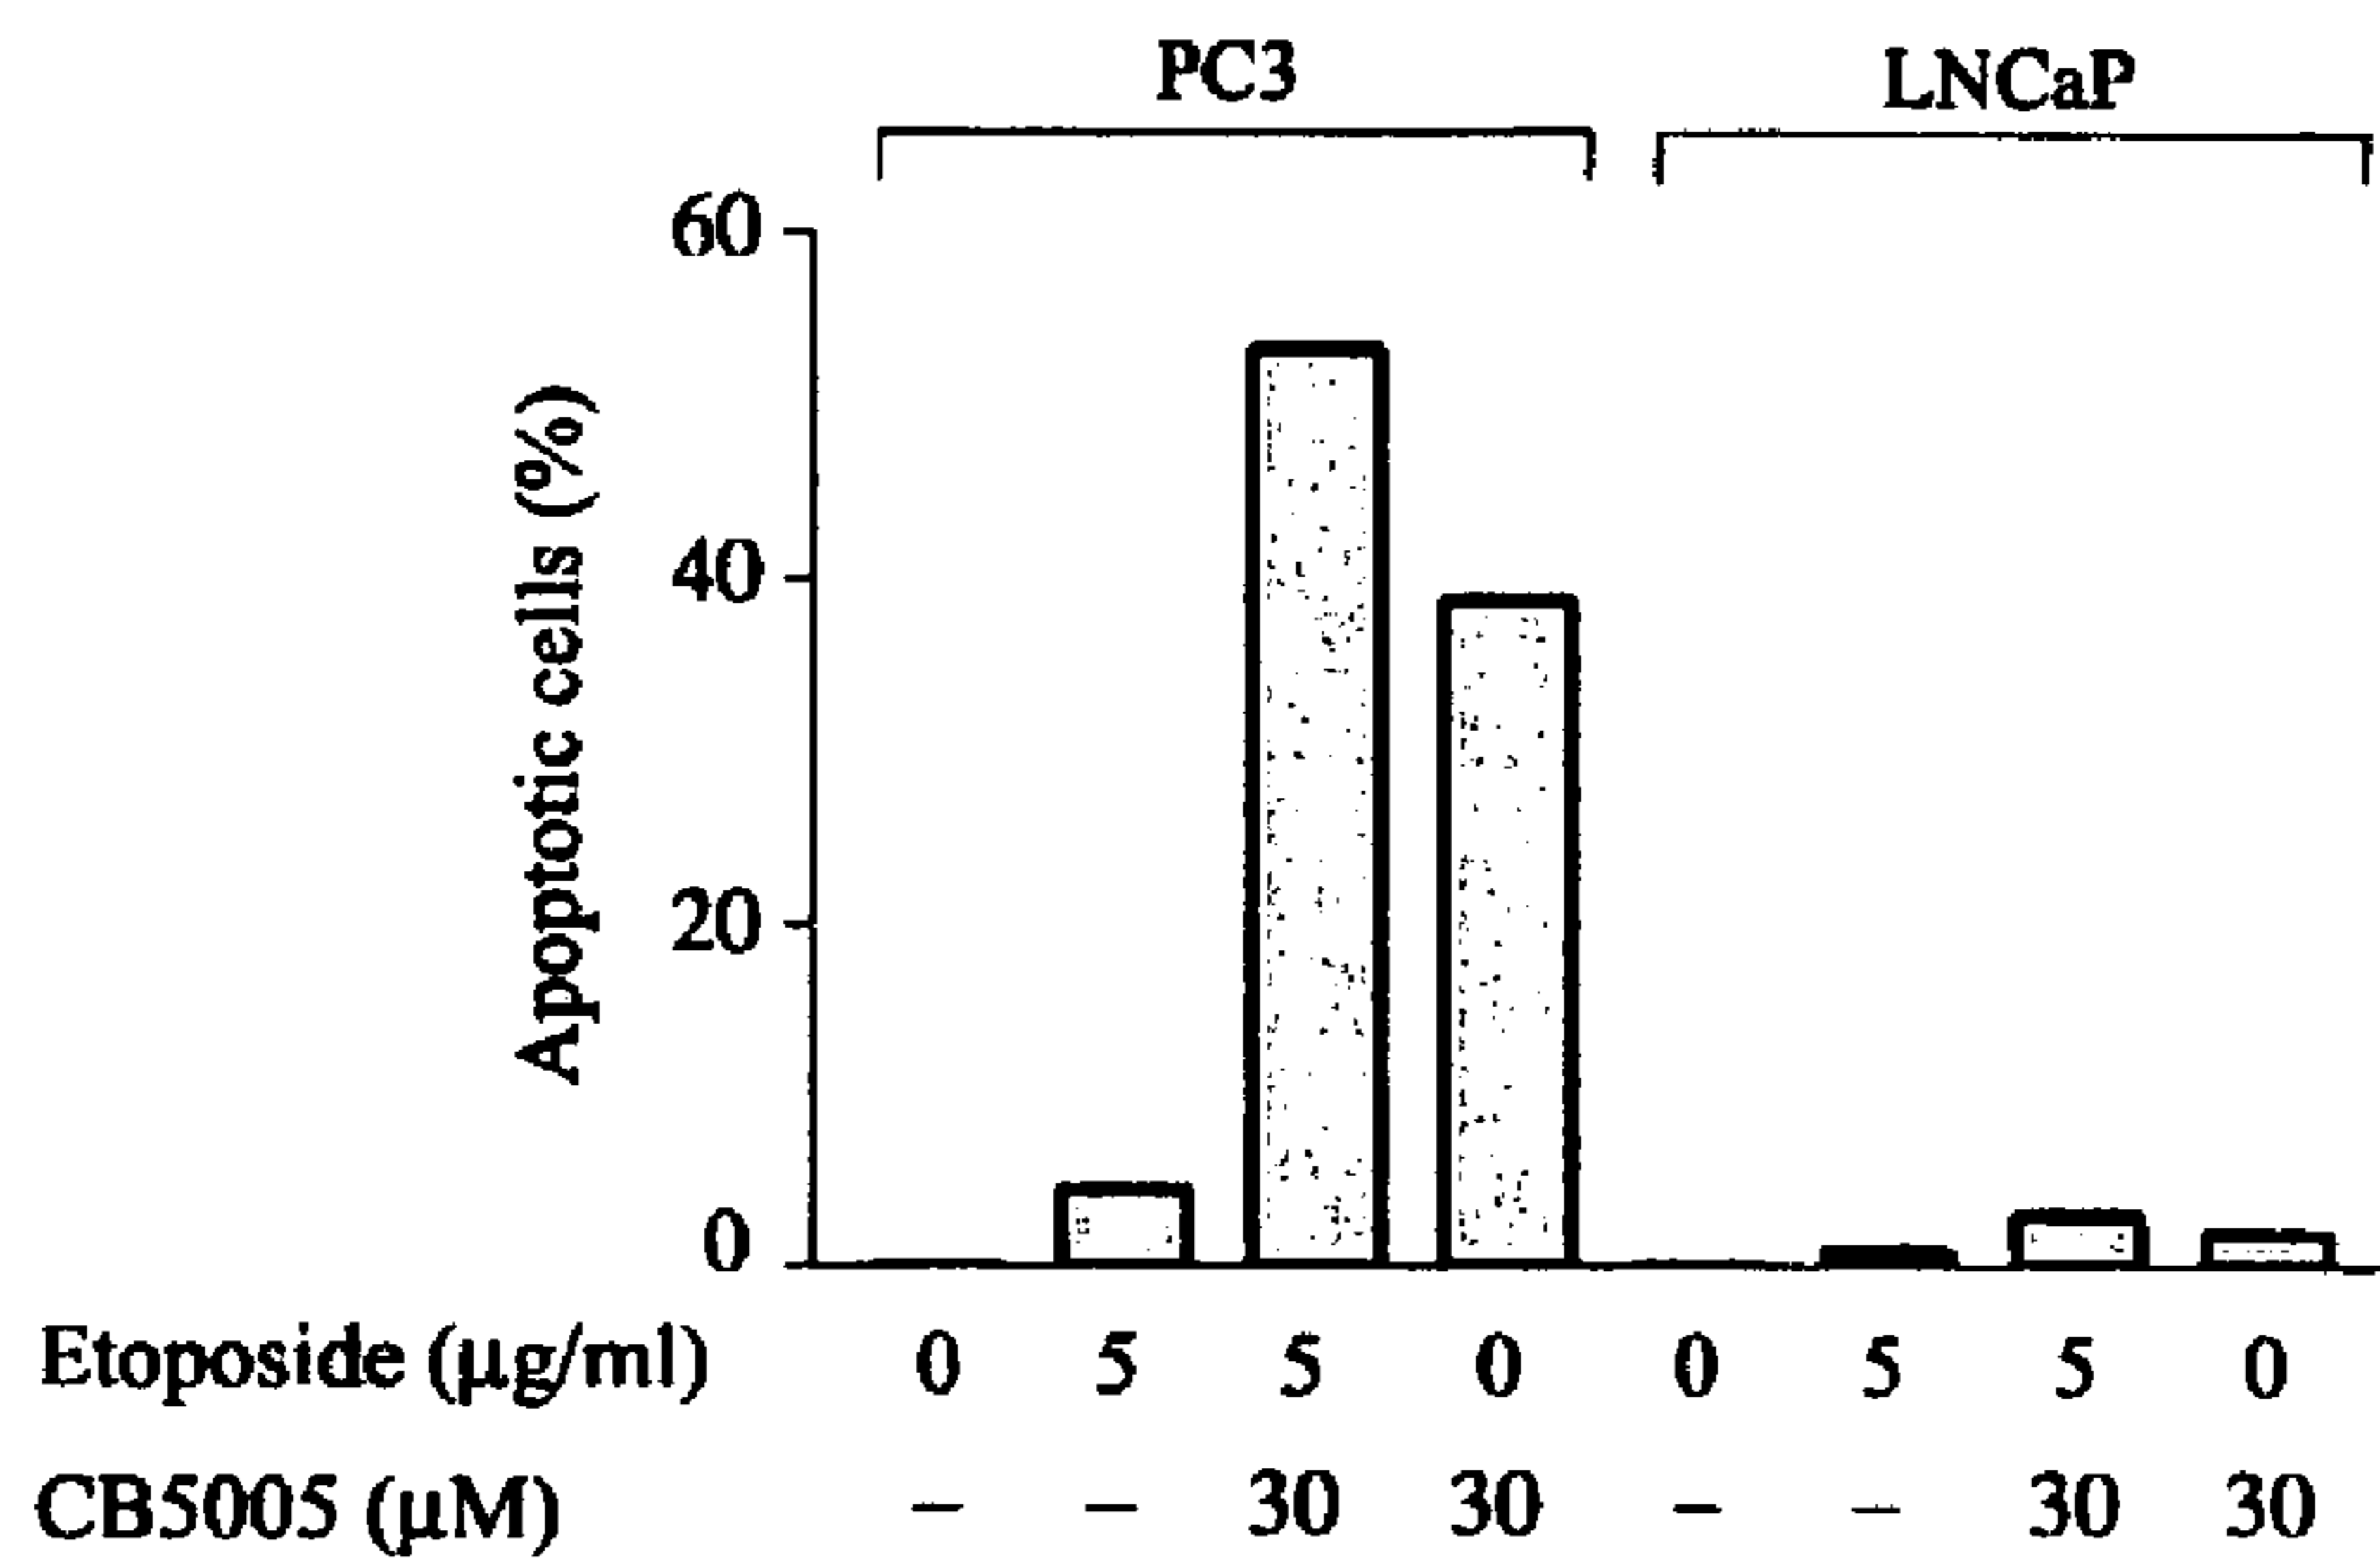 PC3 LNCaP
60
40
20
0
Apoptotic cells (%)
Etoposide (µg/ml) 0 5 5 0 0 5 5 0
CB5005 (µM) – – 30 30 – – 30 30